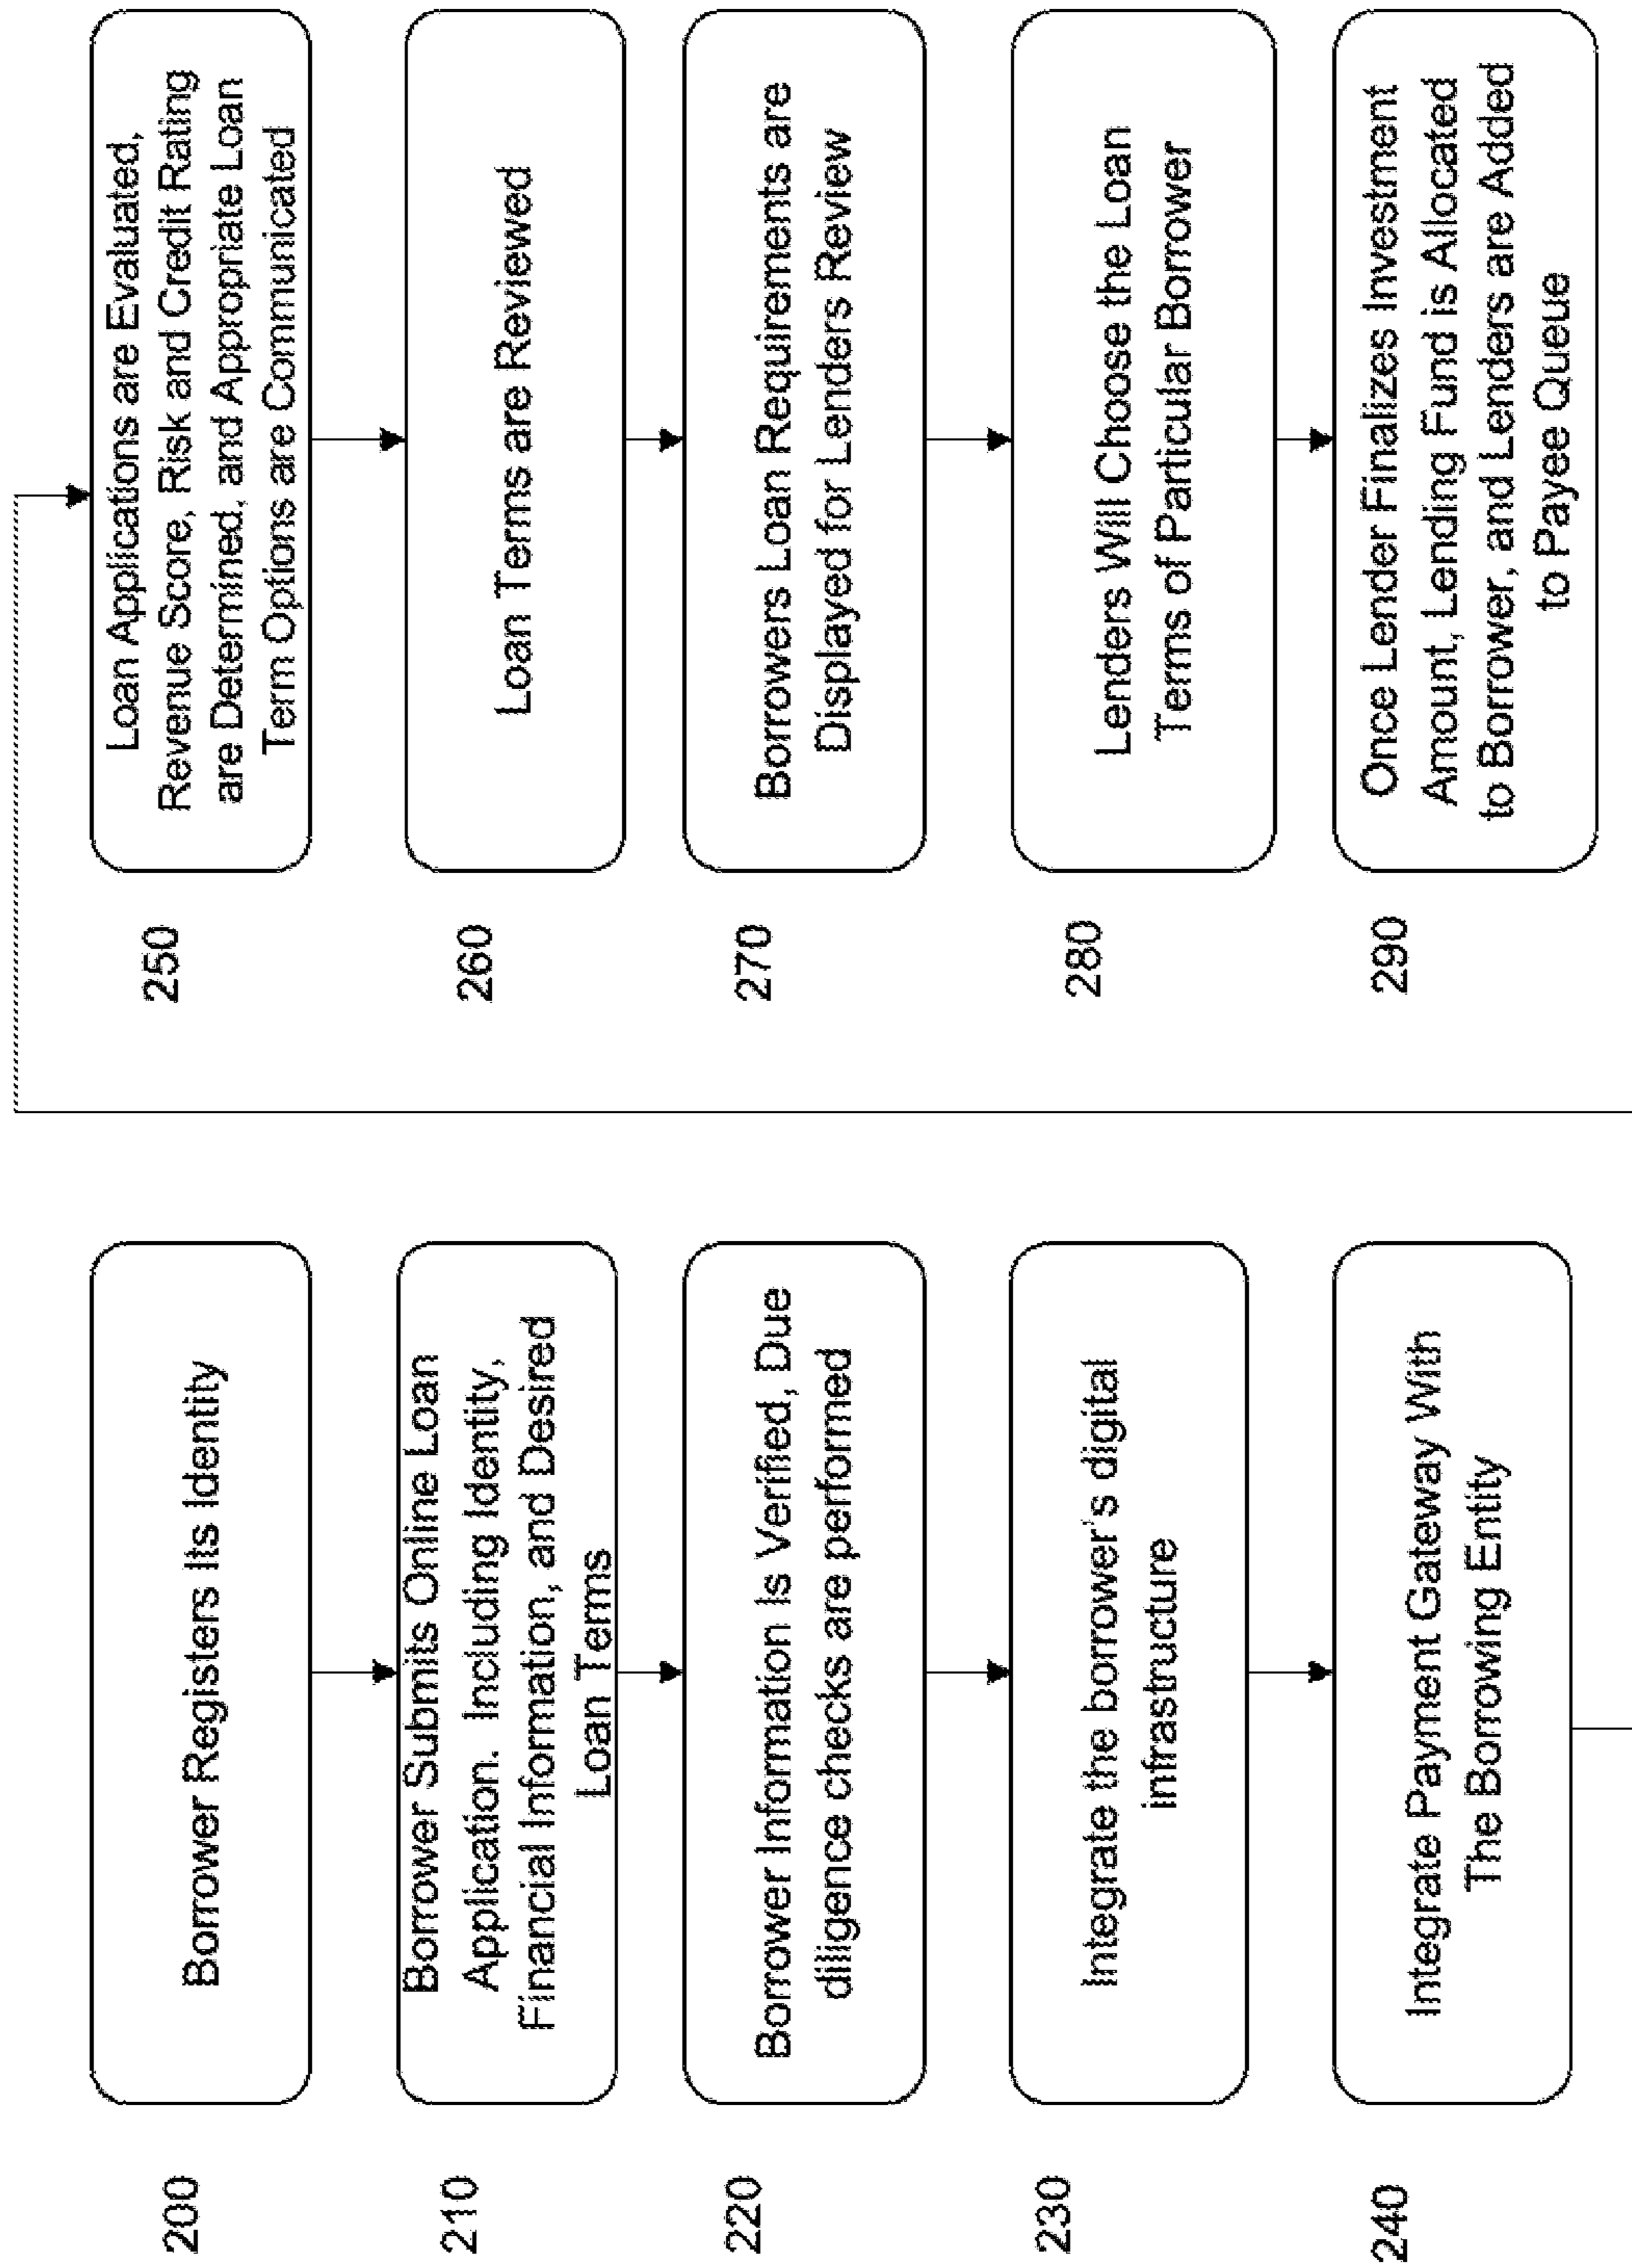 200
Borrower Registers Its Identity
210
Borrower Submits Online Loan
Application. Including Identity,
Financial Information, and Desired
Loan Terms
220
Borrower Information Is Verified, Due
diligence checks are performed
230
Integrate the borrower's digital
infrastructure
240
Integrate Payment Gateway With
The Borrowing Entity
250
Loan Applications are Evaluated,
Revenue Score, Risk and Credit Rating
are Determined, and Appropriate Loan
Term Options are Communicated
260
Loan Terms are Reviewed
270
Borrowers Loan Requirements are
Displayed for Lenders Review
280
Lenders Will Choose the Loan
Terms of Particular Borrower
290
Once Lender Finalizes Investment
Amount, Lending Fund is Allocated
to Borrower, and Lenders are Added
to Payee Queue